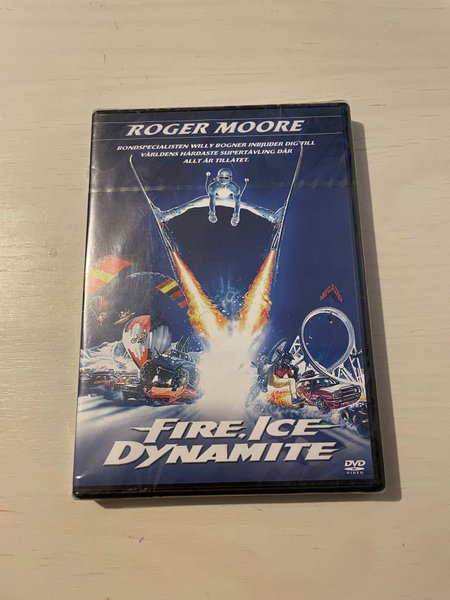 ROGER MOORE
BONDSPECIALISTEN WILLY BOGNER INBJUDER DIG TILL
VÄRLDENS HÅRDASTE SUPERTÄVLING DÄR
ALLT ÄR TILLÅTET.
FIRE, ICE
DYNAMITE
DVD
VIDEO